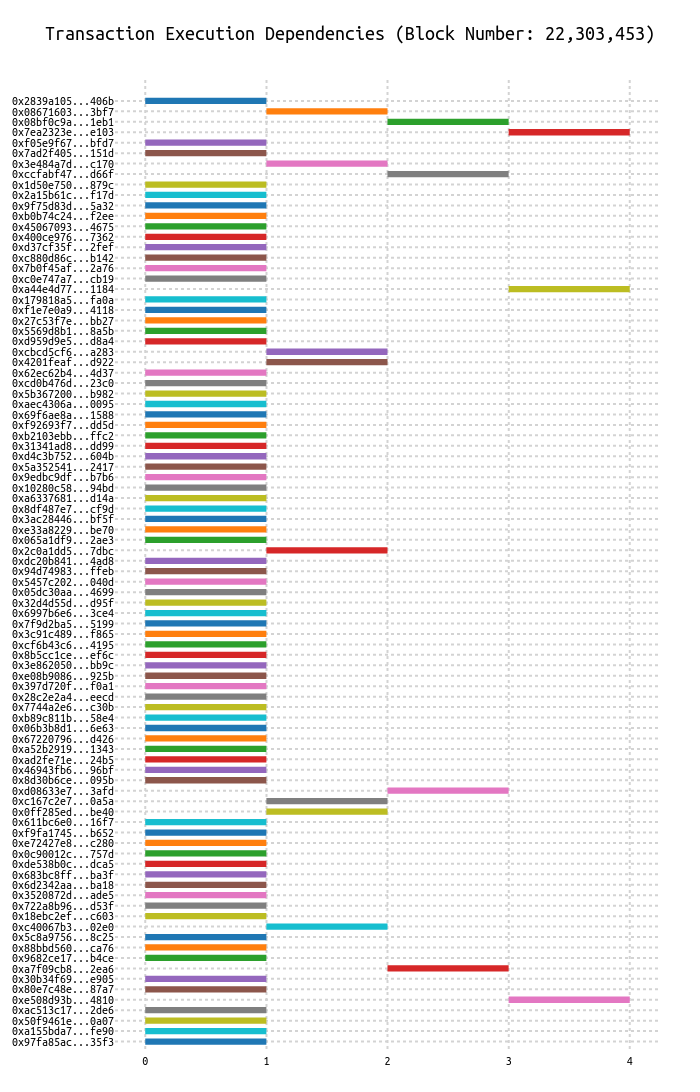 Transaction Execution Dependencies (Block Number: 22,303,453)
0x2839a105...406b
0x08671603...3bf7
0x08bf0c9a...1eb1
0x7ea2323e...e103
0xf05e9f67...bfd7
0x7ad2f405...151d
0x3e484a7d...c170
0xccfabf47...d66f
0x1d50e750...879c
0x2a15b61c...f17d
0x9f75d83d...5a32
0xb0b74c24...f2ee
0x45067093...4675
0x400ce976...7362
0xd37cf35f...2fef
0xc880d86c...b142
0x7b0f45af...2a76
0xc0e747a7...cb19
0xa44e4d77...1184
0x179818a5...fa0a
0xf1e7e0a9...4118
0x27c53f7e...bb27
0x5569d8b1...8a5b
0xd959d9e5...d8a4
0xcbcd5cf6...a283
0x4201feaf...d922
0x62ec62b4...4d37
0xcd0b476d...23c0
0x5b367200...b982
0xaec4306a...0095
0x69f6ae8a...1588
0xf92693f7...dd5d
0xb2103ebb...ffc2
0x31341ad8...dd99
0xd4c3b752...604b
0x5a352541...2417
0x9edbc9df...b7b6
0x10280c58...94bd
0xa6337681...d14a
0x8df487e7...cf9d
0x3ac28446...bf5f
0xe33a8229...be70
0x065a1df9...2ae3
0x2c0a1dd5...7dbc
0xdc20b841...4ad8
0x94d74983...ffeb
0x5457c202...040d
0x05dc30aa...4699
0x32d4d55d...d95f
0x6997b6e6...3ce4
0x7f9d2ba5...5199
0x3c91c489...f865
0xcf6b43c6...4195
0x8b5cc1ce...ef6c
0x3e862050...bb9c
0xe08b9086...925b
0x397d720f...f0a1
0x28c2e2a4...eecd
0x7744a2e6...c30b
0xb89c811b...58e4
0x06b3b8d1...6e63
0x67220796...d426
0xa52b2919...1343
0xad2fe71e...24b5
0x46943fb6...96bf
0x8d30b6ce...095b
0xd08633e7...3afd
0xc167c2e7...0a5a
0x0ff285ed...be40
0x611bc6e0...16f7
0xf9fa1745...b652
0xe72427e8...c280
0x0c90012c...757d
0xde538b0c...dca5
0x683bc8ff...ba3f
0x6d2342aa...ba18
0x3520872d...ade5
0x722a8b96...d53f
0x18ebc2ef...c603
0xc40067b3...02e0
0x5c8a9756...8c25
0x88bbd560...ca76
0x9682ce17...b4ce
0xa7f09cb8...2ea6
0x30b34f69...e905
0x80e7c48e...87a7
0xe508d93b...4810
0xac513c17...2de6
0x50f9461e...0a07
0xa155bda7...fe90
0x97fa85ac...35f3
0 1 2 3 4